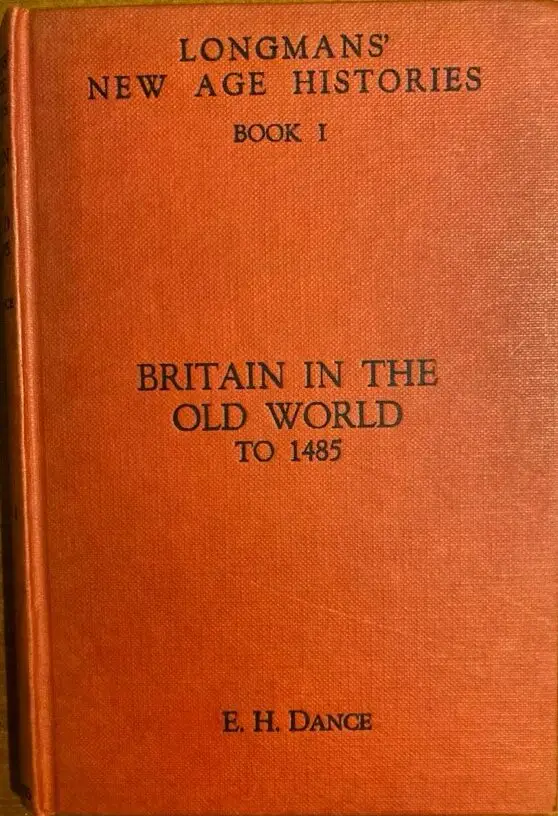 LONGMANS'
NEW AGE HISTORIES
BOOK I
BRITAIN IN THE
OLD WORLD
TO 1485
E. H. DANCE